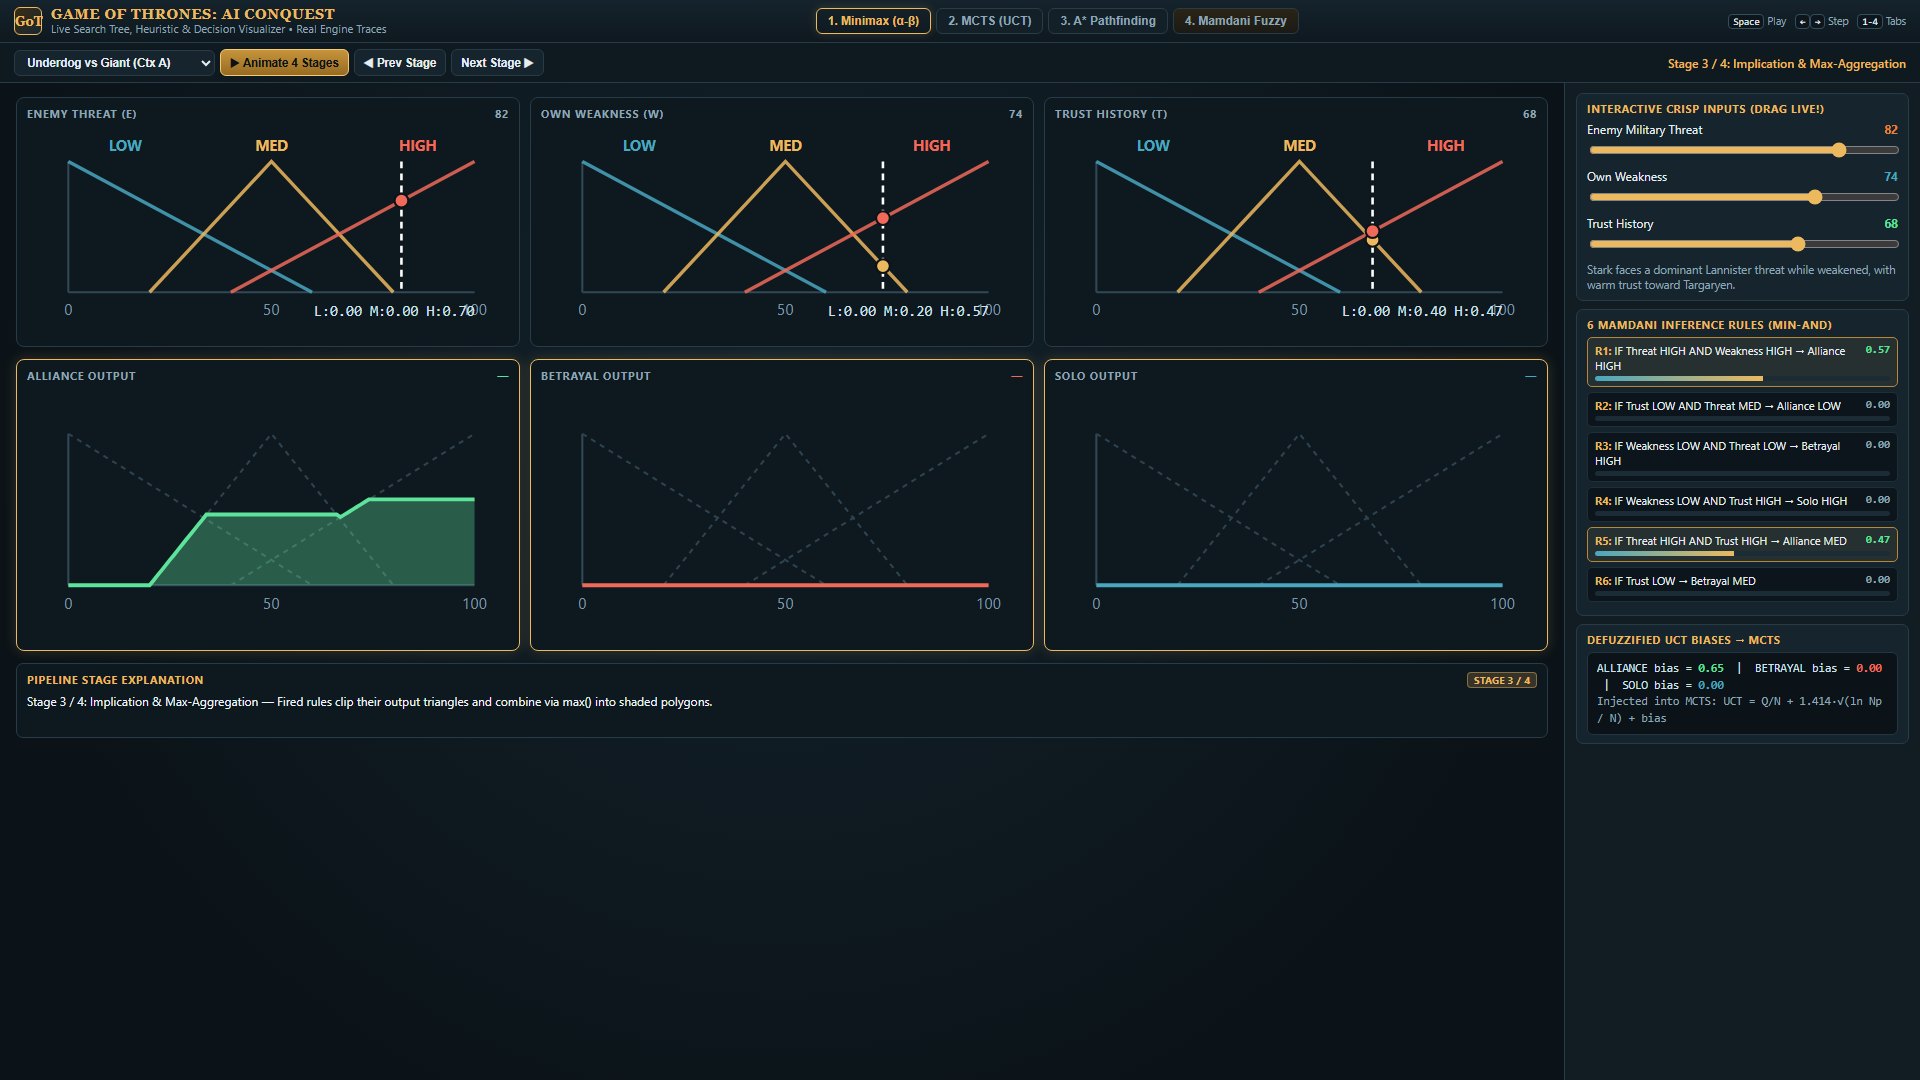 GoT
GAME OF THRONES: AI CONQUEST
Live Search Tree, Heuristic & Decision Visualizer • Real Engine Traces
1. Minimax (α-β)
2. MCTS (UCT)
3. A* Pathfinding
4. Mamdani Fuzzy
Space Play ← → Step 1-4 Tabs
Underdog vs Giant (Ctx A)
▶ Animate 4 Stages
◀ Prev Stage
Next Stage ▶
Stage 3 / 4: Implication & Max-Aggregation
ENEMY THREAT (E) 82
LOW MED HIGH
0 50 100
L:0.00 M:0.00 H:0.70
OWN WEAKNESS (W) 74
LOW MED HIGH
0 50 100
L:0.00 M:0.20 H:0.57
TRUST HISTORY (T) 68
LOW MED HIGH
0 50 100
L:0.00 M:0.40 H:0.47
ALLIANCE OUTPUT —
0 50 100
BETRAYAL OUTPUT —
0 50 100
SOLO OUTPUT —
0 50 100
PIPELINE STAGE EXPLANATION
STAGE 3 / 4
Stage 3 / 4: Implication & Max-Aggregation — Fired rules clip their output triangles and combine via max() into shaded polygons.
INTERACTIVE CRISP INPUTS (DRAG LIVE!)
Enemy Military Threat 82
Own Weakness 74
Trust History 68
Stark faces a dominant Lannister threat while weakened, with
warm trust toward Targaryen.
6 MAMDANI INFERENCE RULES (MIN-AND)
R1: IF Threat HIGH AND Weakness HIGH → Alliance 0.57
HIGH
R2: IF Trust LOW AND Threat MED → Alliance LOW 0.00
R3: IF Weakness LOW AND Threat LOW → Betrayal 0.00
HIGH
R4: IF Weakness LOW AND Trust HIGH → Solo HIGH 0.00
R5: IF Threat HIGH AND Trust HIGH → Alliance MED 0.47
R6: IF Trust LOW → Betrayal MED 0.00
DEFUZZIFIED UCT BIASES → MCTS
ALLIANCE bias = 0.65 | BETRAYAL bias = 0.00
| SOLO bias = 0.00
Injected into MCTS: UCT = Q/N + 1.414·√(ln Np
/ N) + bias